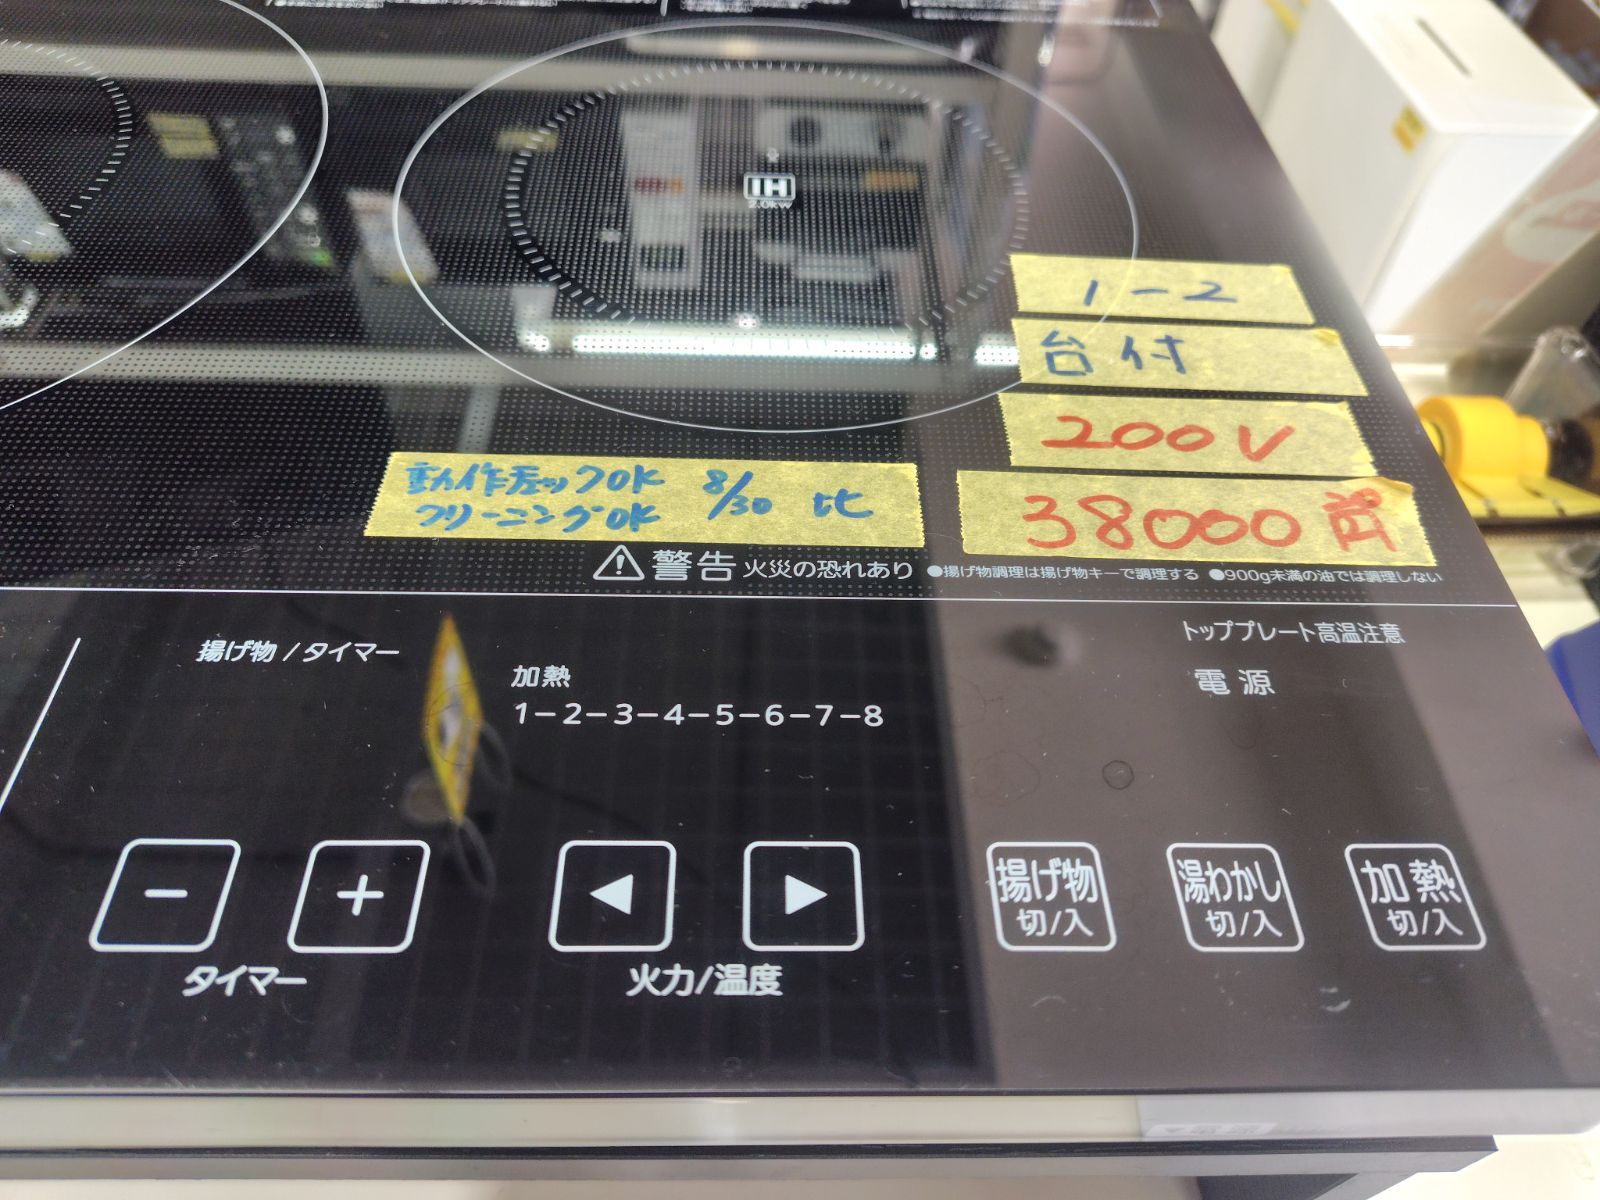 IH
2.0kW
1-2
台付
200V
38000円
動作チェックOK 8/30 比
クリーニングOK
警告 火災の恐れあり ●揚げ物調理は揚げ物キーで調理する ●900g未満の油では調理しない
トッププレート高温注意
揚げ物/タイマー
加熱
電源
1-2-3-4-5-6-7-8
- + ◀ ▶
揚げ物 湯わかし 加熱
切/入 切/入 切/入
タイマー 火力/温度